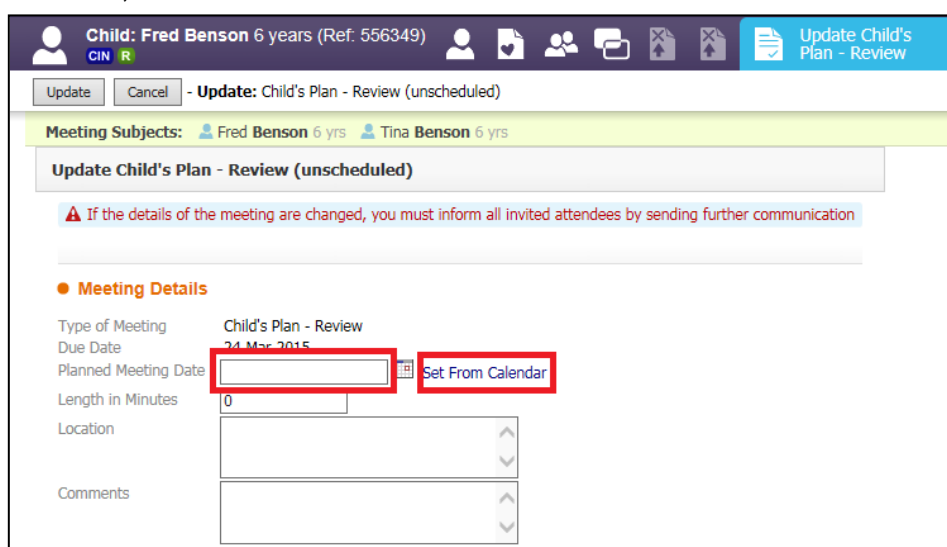 Child: Fred Benson 6 years (Ref: 556349)
CIN R
Update Child's
Plan - Review
Update Cancel - Update: Child's Plan - Review (unscheduled)
Meeting Subjects: Fred Benson 6 yrs Tina Benson 6 yrs
Update Child's Plan - Review (unscheduled)
If the details of the meeting are changed, you must inform all invited attendees by sending further communication
Meeting Details
Type of Meeting Child's Plan - Review
Due Date 24 Mar 2015
Planned Meeting Date Set From Calendar
Length in Minutes 0
Location
Comments